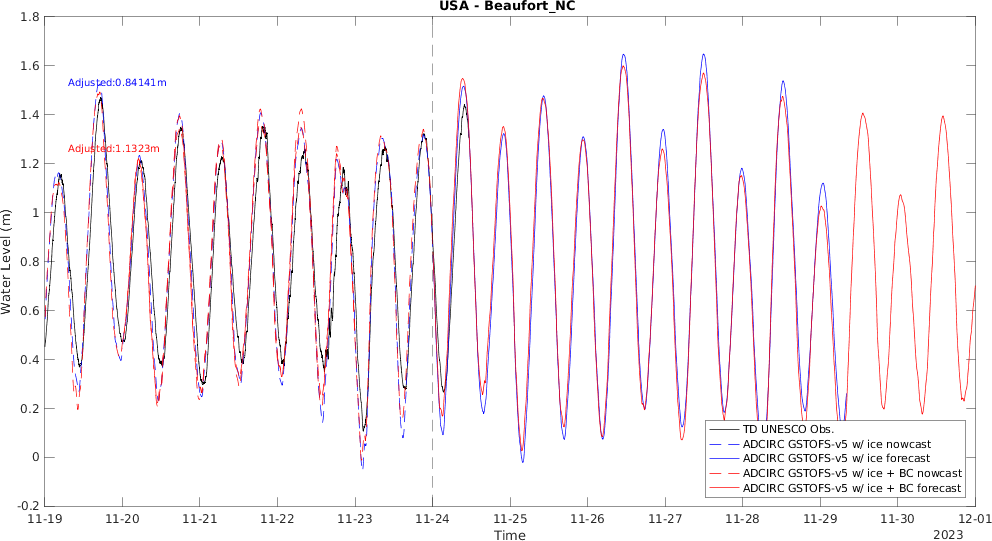 USA - Beaufort_NC
1.8
1.6
1.4
1.2
1
0.8
0.6
0.4
0.2
0
-0.2
Water Level (m)
Adjusted:0.84141m
Adjusted:1.1323m
TD UNESCO Obs.
ADCIRC GSTOFS-v5 w/ ice nowcast
ADCIRC GSTOFS-v5 w/ ice forecast
ADCIRC GSTOFS-v5 w/ ice + BC nowcast
ADCIRC GSTOFS-v5 w/ ice + BC forecast
11-19 11-20 11-21 11-22 11-23 11-24 11-25 11-26 11-27 11-28 11-29 11-30 12-01
Time
2023